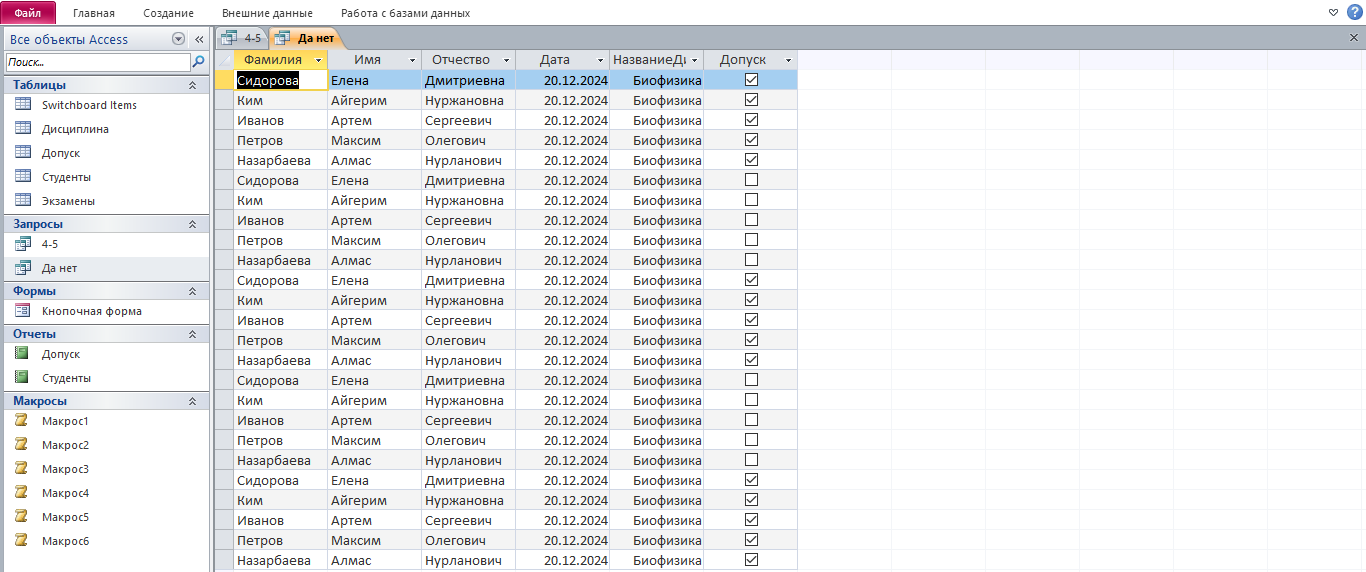 Файл Главная Создание Внешние данные Работа с базами данных
Все объекты Access
Поиск...
Таблицы
Switchboard Items
Дисциплина
Допуск
Студенты
Экзамены
Запросы
4-5
Да нет
Формы
Кнопочная форма
Отчеты
Допуск
Студенты
Макросы
Макрос1
Макрос2
Макрос3
Макрос4
Макрос5
Макрос6
4-5 Да нет
Фамилия Имя Отчество Дата НазваниеДи Допуск
Сидорова Елена Дмитриевна 20.12.2024 Биофизика
Ким Айгерим Нуржановна 20.12.2024 Биофизика
Иванов Артем Сергеевич 20.12.2024 Биофизика
Петров Максим Олегович 20.12.2024 Биофизика
Назарбаева Алмас Нурланович 20.12.2024 Биофизика
Сидорова Елена Дмитриевна 20.12.2024 Биофизика
Ким Айгерим Нуржановна 20.12.2024 Биофизика
Иванов Артем Сергеевич 20.12.2024 Биофизика
Петров Максим Олегович 20.12.2024 Биофизика
Назарбаева Алмас Нурланович 20.12.2024 Биофизика
Сидорова Елена Дмитриевна 20.12.2024 Биофизика
Ким Айгерим Нуржановна 20.12.2024 Биофизика
Иванов Артем Сергеевич 20.12.2024 Биофизика
Петров Максим Олегович 20.12.2024 Биофизика
Назарбаева Алмас Нурланович 20.12.2024 Биофизика
Сидорова Елена Дмитриевна 20.12.2024 Биофизика
Ким Айгерим Нуржановна 20.12.2024 Биофизика
Иванов Артем Сергеевич 20.12.2024 Биофизика
Петров Максим Олегович 20.12.2024 Биофизика
Назарбаева Алмас Нурланович 20.12.2024 Биофизика
Сидорова Елена Дмитриевна 20.12.2024 Биофизика
Ким Айгерим Нуржановна 20.12.2024 Биофизика
Иванов Артем Сергеевич 20.12.2024 Биофизика
Петров Максим Олегович 20.12.2024 Биофизика
Назарбаева Алмас Нурланович 20.12.2024 Биофизика